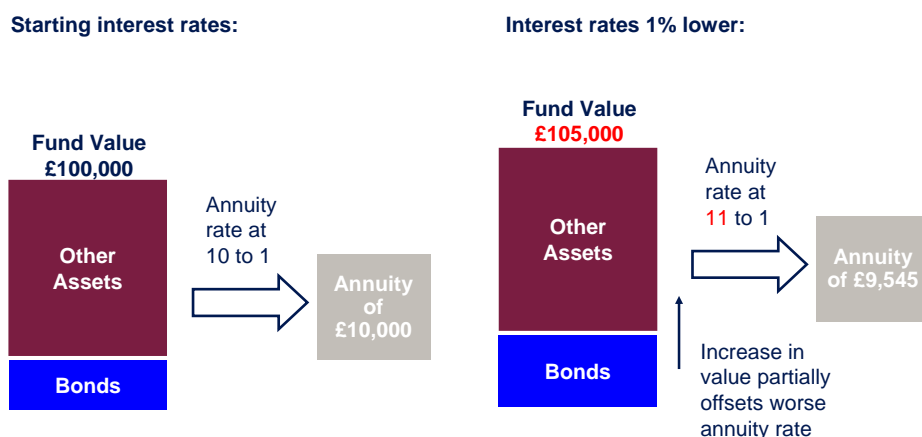 Starting interest rates:
Fund Value
£100,000
Other
Assets
Bonds
Annuity
rate at
10 to 1
Annuity
of
£10,000
Interest rates 1% lower:
Fund Value
£105,000
Other
Assets
Bonds
Annuity
rate at
11 to 1
Annuity
of £9,545
Increase in
value partially
offsets worse
annuity rate